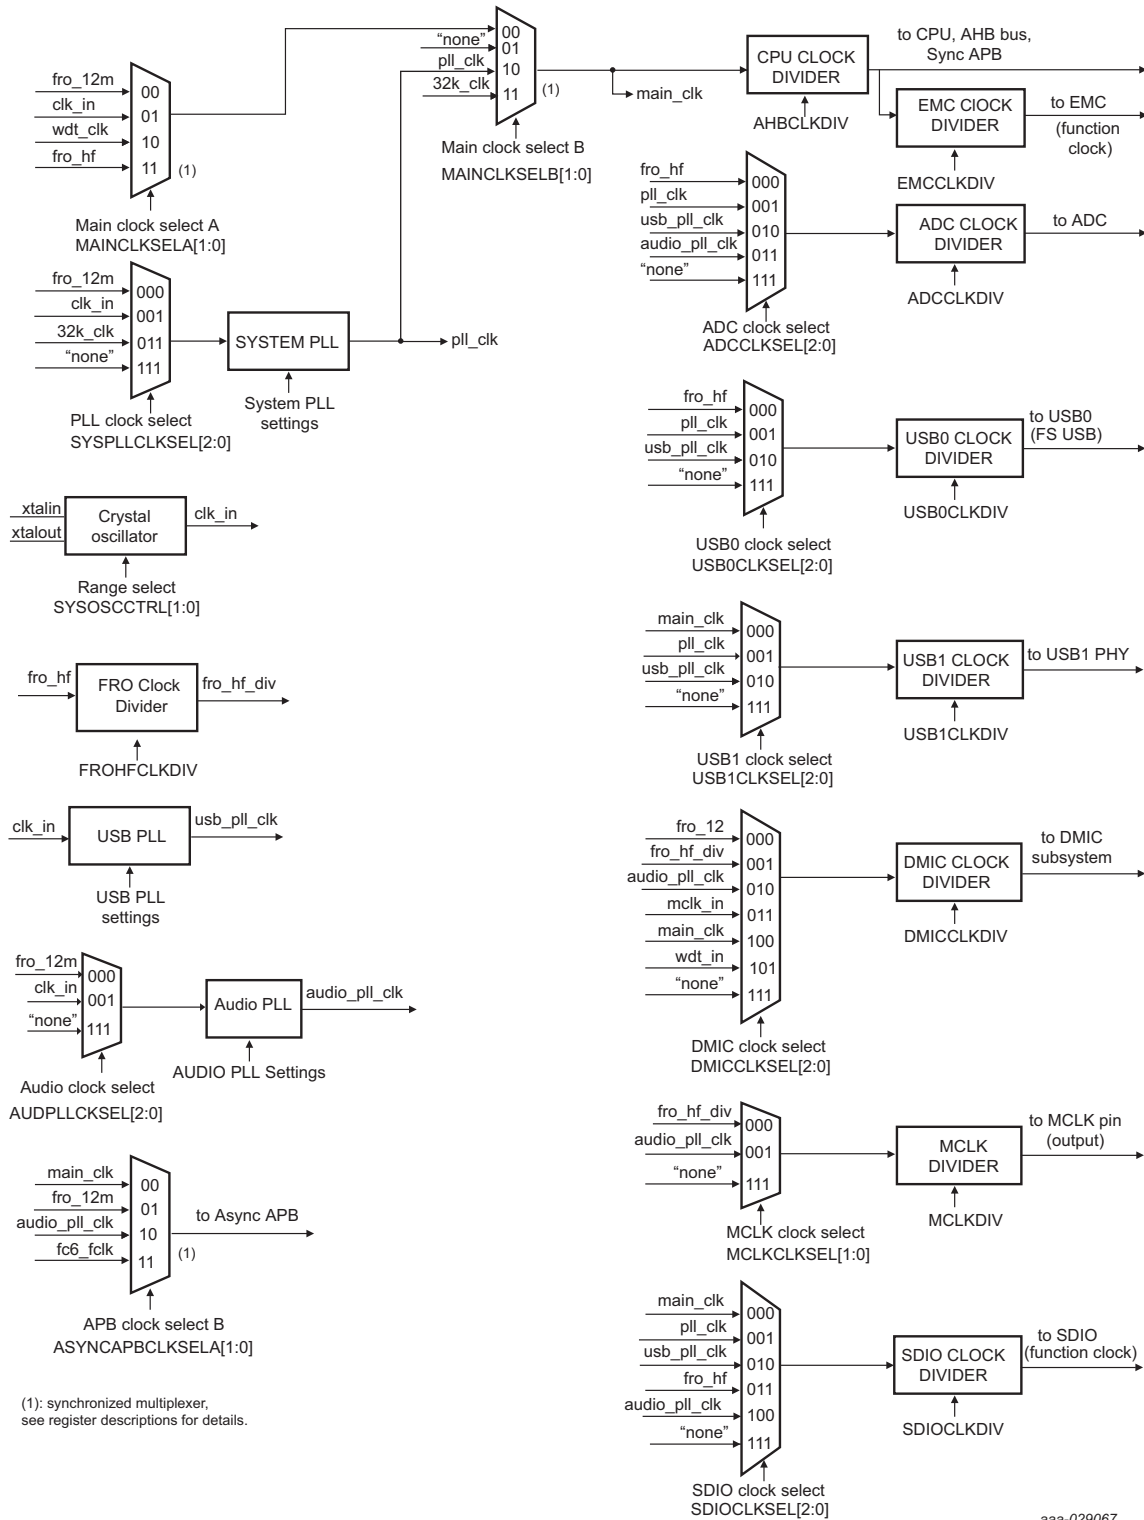 fro_12m
clk_in
wdt_clk
fro_hf
00
01
10
11
(1)
Main clock select A
MAINCLKSELA[1:0]
“none”
pll_clk
32k_clk
00
01
10
11
(1)
Main clock select B
MAINCLKSELB[1:0]
main_clk
CPU CLOCK
DIVIDER
AHBCLKDIV
to CPU, AHB bus,
Sync APB
EMC ClOCK
DIVIDER
EMCCLKDIV
to EMC
(function
clock)
fro_12m
clk_in
32k_clk
“none”
000
001
011
111
PLL clock select
SYSPLLCLKSEL[2:0]
SYSTEM PLL
System PLL
settings
pll_clk
fro_hf
pll_clk
usb_pll_clk
audio_pll_clk
“none”
000
001
010
011
111
ADC clock select
ADCCLKSEL[2:0]
ADC CLOCK
DIVIDER
ADCCLKDIV
to ADC
fro_hf
pll_clk
usb_pll_clk
“none”
000
001
010
111
USB0 clock select
USB0CLKSEL[2:0]
USB0 CLOCK
DIVIDER
USB0CLKDIV
to USB0
(FS USB)
xtalin
xtalout
Crystal
oscillator
clk_in
Range select
SYSOSCCTRL[1:0]
main_clk
pll_clk
usb_pll_clk
“none”
000
001
010
111
USB1 clock select
USB1CLKSEL[2:0]
USB1 CLOCK
DIVIDER
USB1CLKDIV
to USB1 PHY
fro_hf
FRO Clock
Divider
fro_hf_div
FROHFCLKDIV
clk_in
USB PLL
usb_pll_clk
USB PLL
settings
fro_12
fro_hf_div
audio_pll_clk
mclk_in
main_clk
wdt_in
“none”
000
001
010
011
100
101
111
DMIC clock select
DMICCLKSEL[2:0]
DMIC CLOCK
DIVIDER
DMICCLKDIV
to DMIC
subsystem
fro_12m
clk_in
“none”
000
001
111
Audio clock select
AUDPLLCKSEL[2:0]
Audio PLL
AUDIO PLL Settings
audio_pll_clk
fro_hf_div
audio_pll_clk
“none”
000
001
111
MCLK clock select
MCLKCLKSEL[1:0]
MCLK
DIVIDER
MCLKDIV
to MCLK pin
(output)
main_clk
fro_12m
audio_pll_clk
fc6_fclk
00
01
10
11
(1)
to Async APB
APB clock select B
ASYNCAPBCLKSELA[1:0]
main_clk
pll_clk
usb_pll_clk
fro_hf
audio_pll_clk
“none”
000
001
010
011
100
111
SDIO clock select
SDIOCLKSEL[2:0]
SDIO CLOCK
DIVIDER
SDIOCLKDIV
to SDIO
(function clock)
(1): synchronized multiplexer,
see register descriptions for details.
aaa-029067